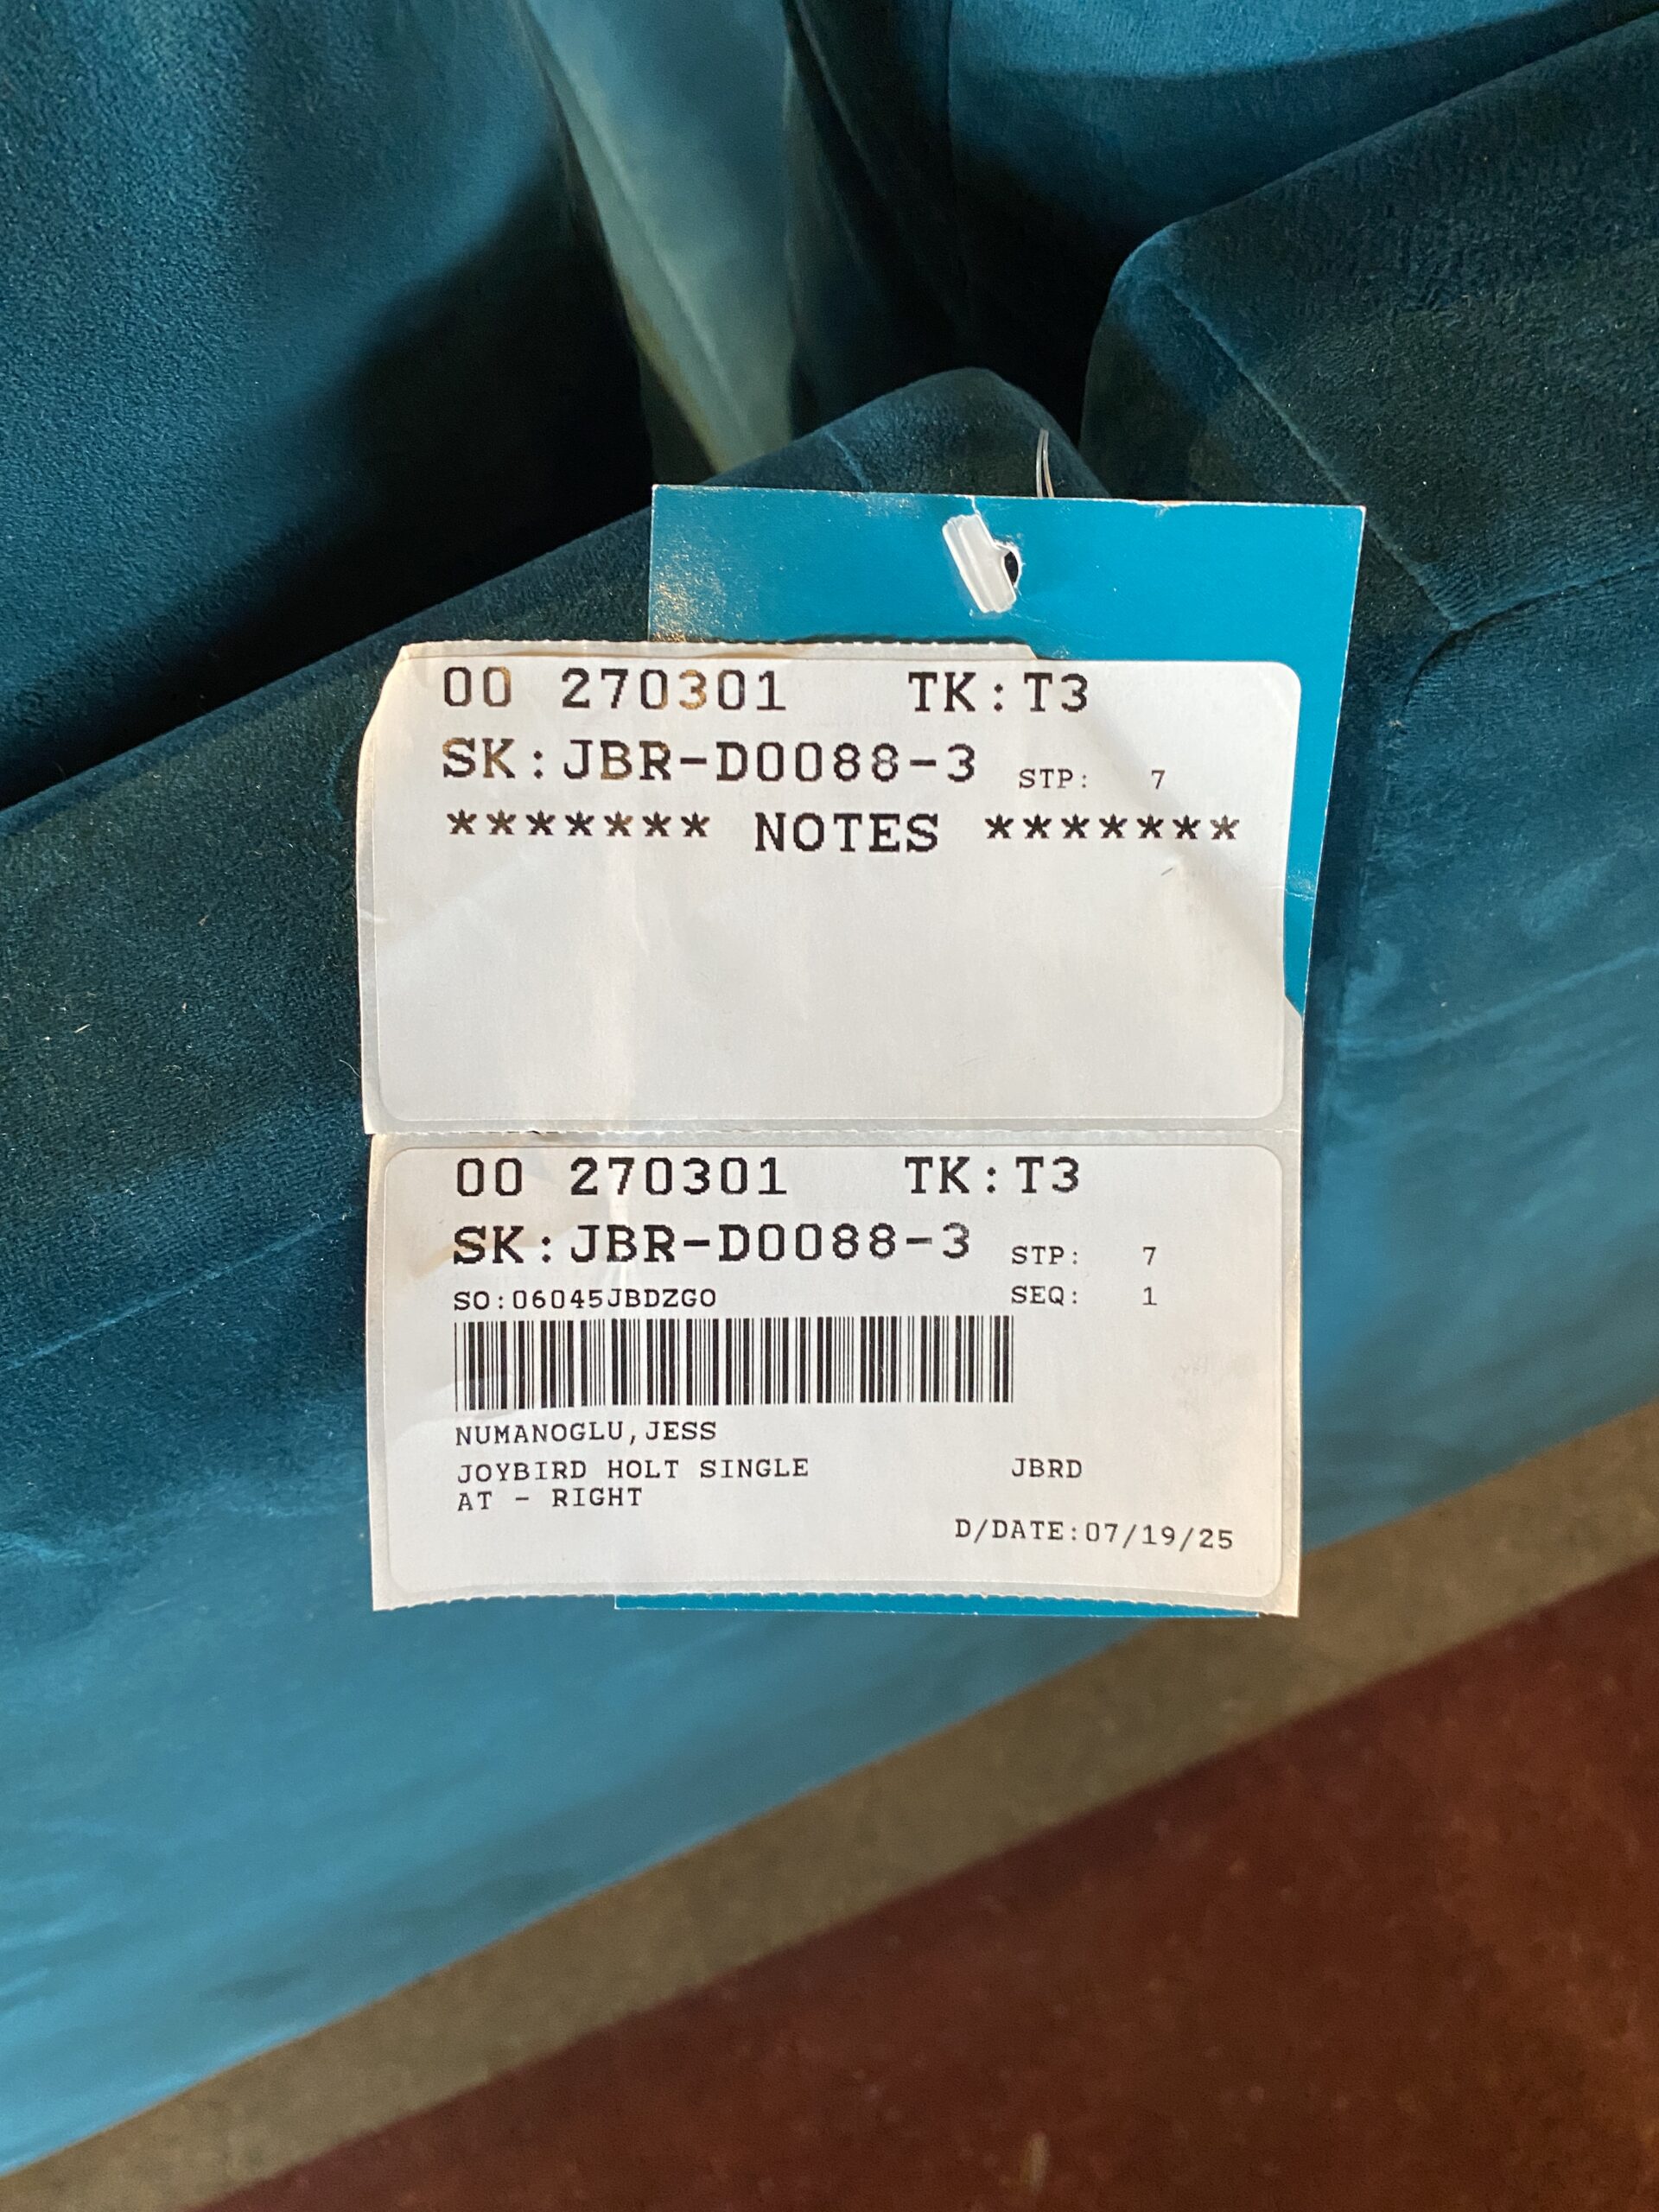 00 270301 TK:T3
SK:JBR-D0088-3 STP: 7
******* NOTES *******
00 270301 TK:T3
SK:JBR-D0088-3 STP: 7
SO:06045JBDZGO SEQ: 1
NUMANOGLU,JESS
JOYBIRD HOLT SINGLE JBRD
AT - RIGHT
D/DATE:07/19/25